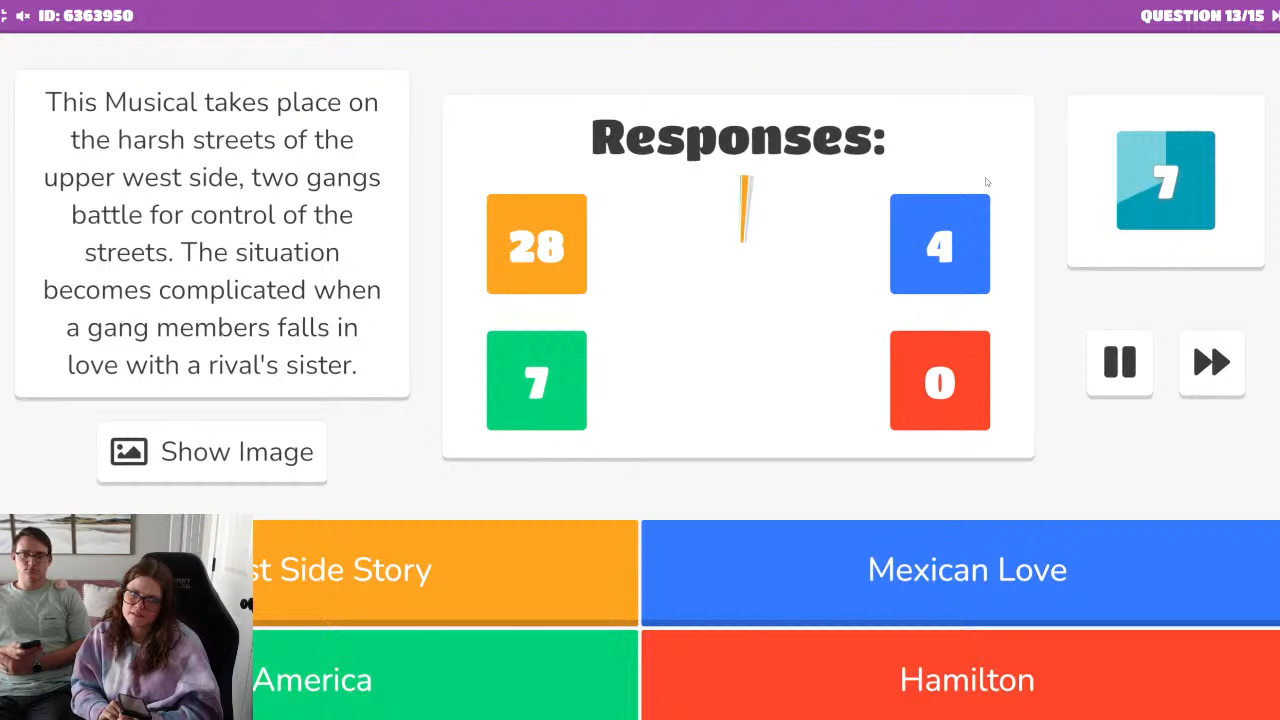 ID: 6363950
QUESTION 13/15
This Musical takes place on
the harsh streets of the
upper west side, two gangs
battle for control of the
streets. The situation
becomes complicated when
a gang members falls in
love with a rival's sister.
Show Image
Responses:
28
4
7
0
7
st Side Story
Mexican Love
America
Hamilton